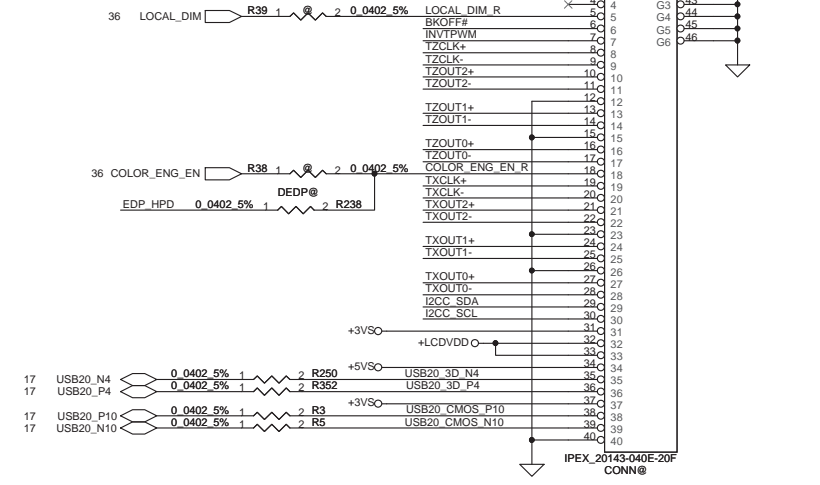 4 4 G3 43
36 LOCAL_DIM R39 1 @ 2 0_0402_5% LOCAL_DIM_R 5 5 G4 44
BKOFF# 6 6 G5 45
INVTPWM 7 7 G6 46
TZCLK+ 8 8
TZCLK- 9 9
TZOUT2+ 10 10
TZOUT2- 11 11
12 12
TZOUT1+ 13 13
TZOUT1- 14 14
15 15
TZOUT0+ 16 16
TZOUT0- 17 17
36 COLOR_ENG_EN R38 1 @ 2 0_0402_5% COLOR_ENG_EN_R 18 18
TXCLK+ 19 19
DEDP@
TXCLK- 20 20
EDP_HPD 0_0402_5% 1 2 R238 TXOUT2+ 21 21
TXOUT2- 22 22
23 23
TXOUT1+ 24 24
TXOUT1- 25 25
26 26
TXOUT0+ 27 27
TXOUT0- 28 28
I2CC_SDA 29 29
I2CC_SCL 30 30
+3VS 31 31
+LCDVDD 32 32
33 33
+5VS 34 34
17 USB20_N4 0_0402_5% 1 2 R250 USB20_3D_N4 35 35
17 USB20_P4 0_0402_5% 1 2 R352 USB20_3D_P4 36 36
+3VS 37 37
17 USB20_P10 0_0402_5% 1 2 R3 USB20_CMOS_P10 38 38
17 USB20_N10 0_0402_5% 1 2 R5 USB20_CMOS_N10 39 39
40 40
IPEX_20143-040E-20F
CONN@